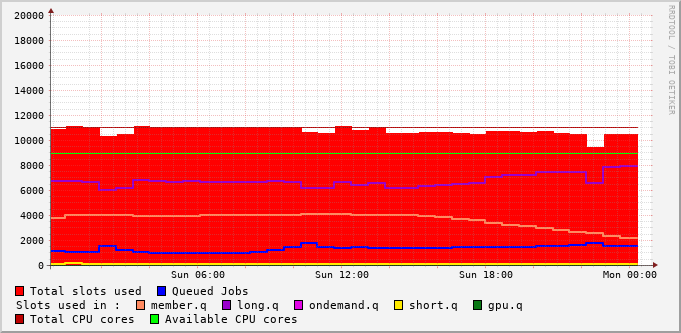 RRDTOOL / TOBI OETIKER
20000
18000
16000
14000
12000
10000
8000
6000
4000
2000
0
Sun 06:00 Sun 12:00 Sun 18:00 Mon 00:00
Total slots used Queued Jobs
Slots used in : member.q long.q ondemand.q short.q gpu.q
Total CPU cores Available CPU cores